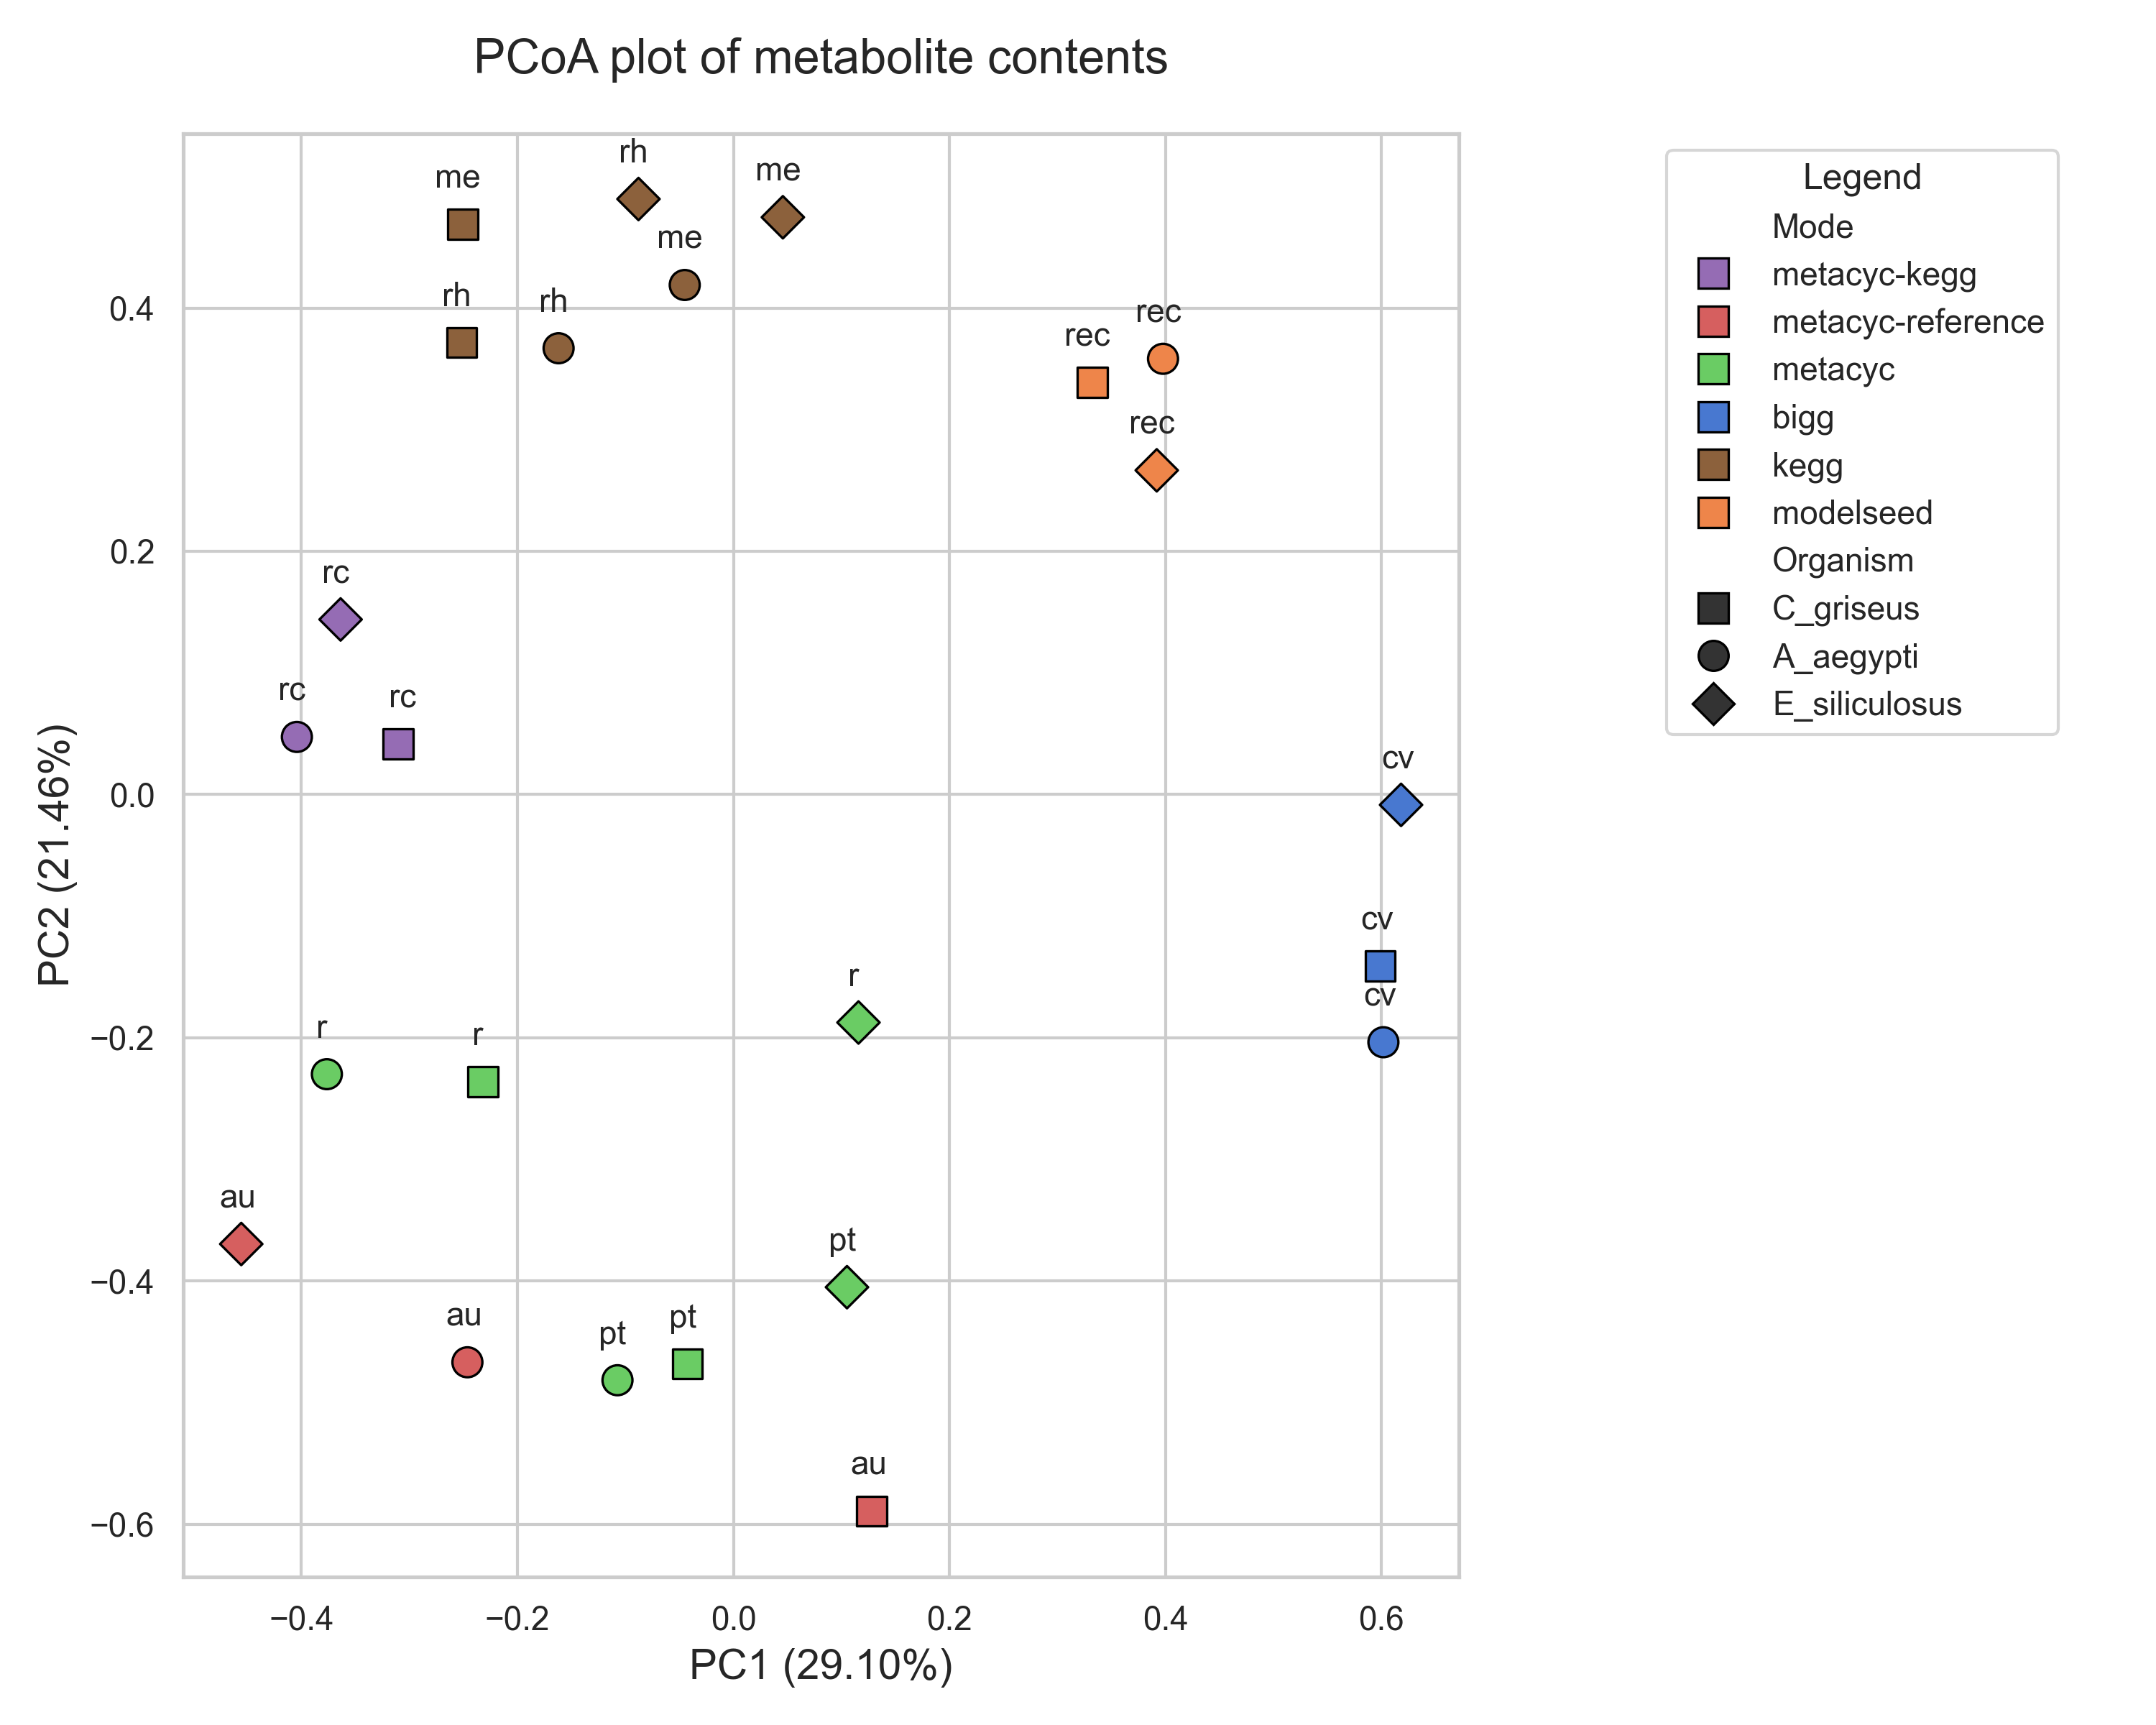 PCoA plot of metabolite contents
rh
me
me
me
rh
rh
rec
rec
rec
rc
rc
rc
cv
cv
cv
r
r
r
au
pt
au
pt
pt
au
0.4
0.2
0.0
−0.2
−0.4
−0.6
PC2 (21.46%)
−0.4 −0.2 0.0 0.2 0.4 0.6
PC1 (29.10%)
Legend
Mode
metacyc-kegg
metacyc-reference
metacyc
bigg
kegg
modelseed
Organism
C_griseus
A_aegypti
E_siliculosus